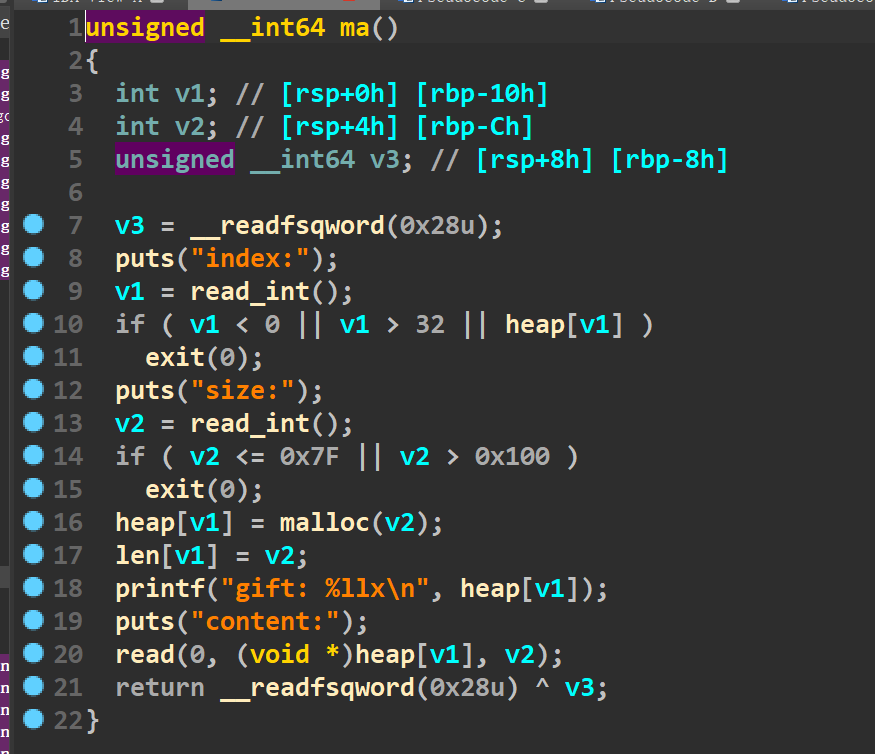 1 unsigned __int64 ma()
2 {
3   int v1; // [rsp+0h] [rbp-10h]
4   int v2; // [rsp+4h] [rbp-Ch]
5   unsigned __int64 v3; // [rsp+8h] [rbp-8h]
6
7   v3 = __readfsqword(0x28u);
8   puts("index:");
9   v1 = read_int();
10   if ( v1 < 0 || v1 > 32 || heap[v1] )
11     exit(0);
12   puts("size:");
13   v2 = read_int();
14   if ( v2 <= 0x7F || v2 > 0x100 )
15     exit(0);
16   heap[v1] = malloc(v2);
17   len[v1] = v2;
18   printf("gift: %llx\n", heap[v1]);
19   puts("content:");
20   read(0, (void *)heap[v1], v2);
21   return __readfsqword(0x28u) ^ v3;
22 }